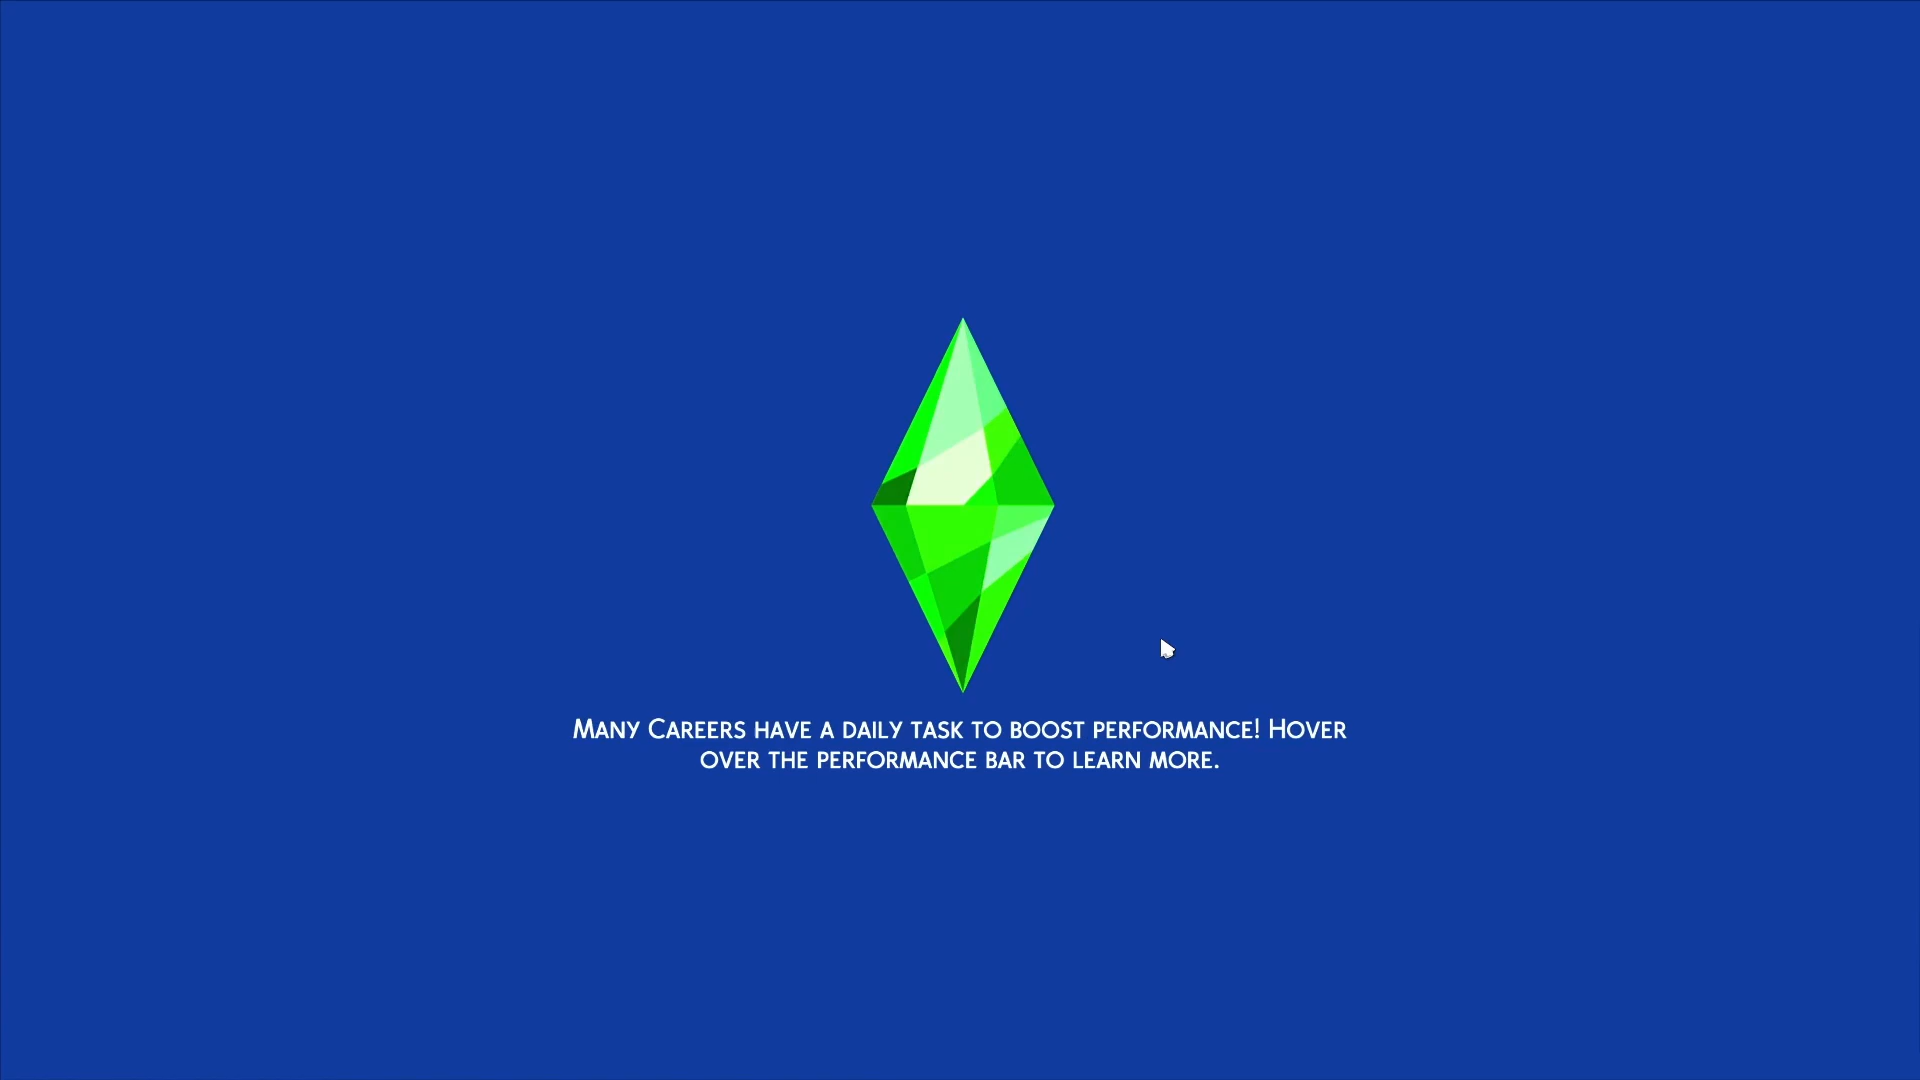 Many Careers have a daily task to boost performance! Hover
over the performance bar to learn more.